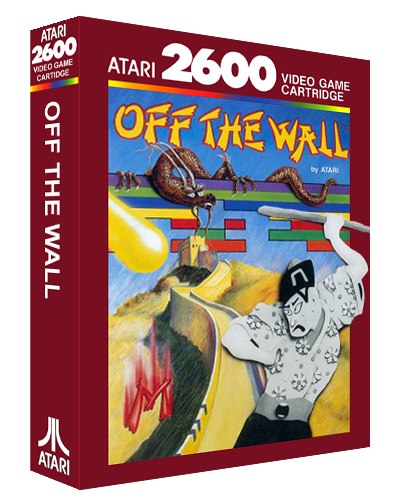 ATARI
2600
VIDEO GAME
CARTRIDGE
OFF THE WALL
ATARI
ATARI 2600 VIDEO GAME
CARTRIDGE
OFF THE WALL
by ATARI